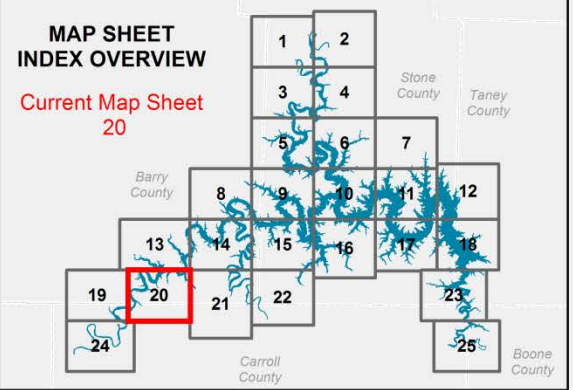 MAP SHEET
INDEX OVERVIEW
Current Map Sheet
20
1
2
Stone
County
Taney
County
3
4
5
6
7
Barry
County
8
9
10
11
12
13
14
15
16
17
18
19
20
21
22
23
24
25
Carroll
County
Boone
County